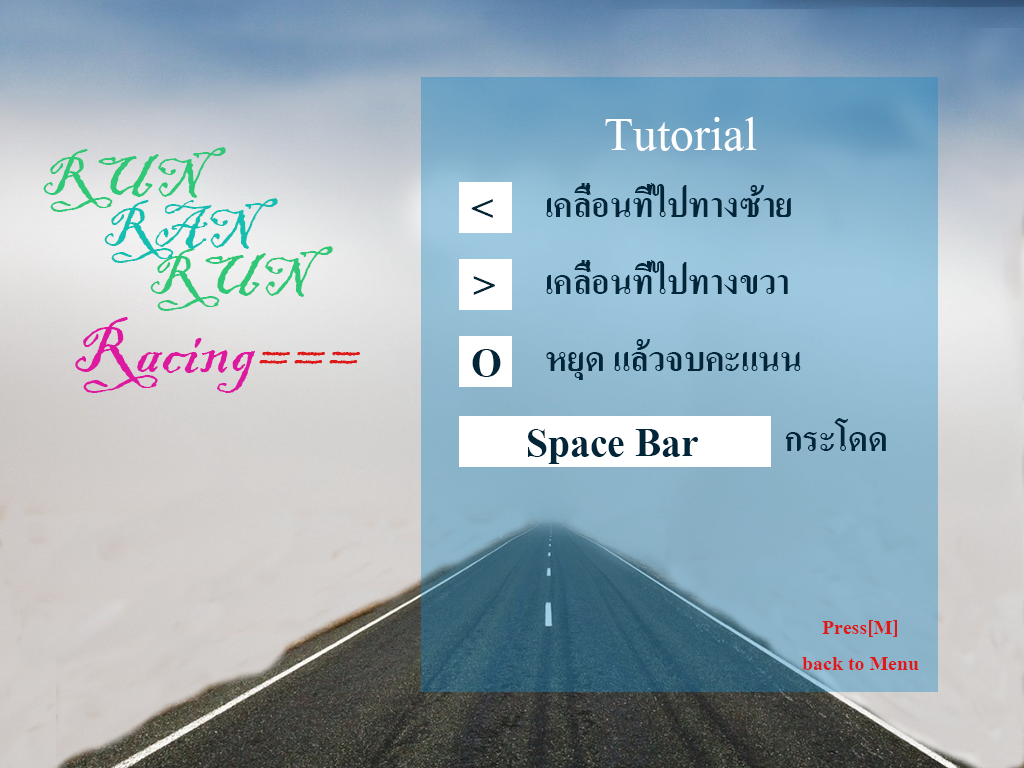 RUN
RAN
RUN
Racing===
Tutorial
< เคลื่อนที่ไปทางซ้าย
> เคลื่อนที่ไปทางขวา
O หยุด แล้วจบคะแนน
Space Bar กระโดด
Press[M]
back to Menu